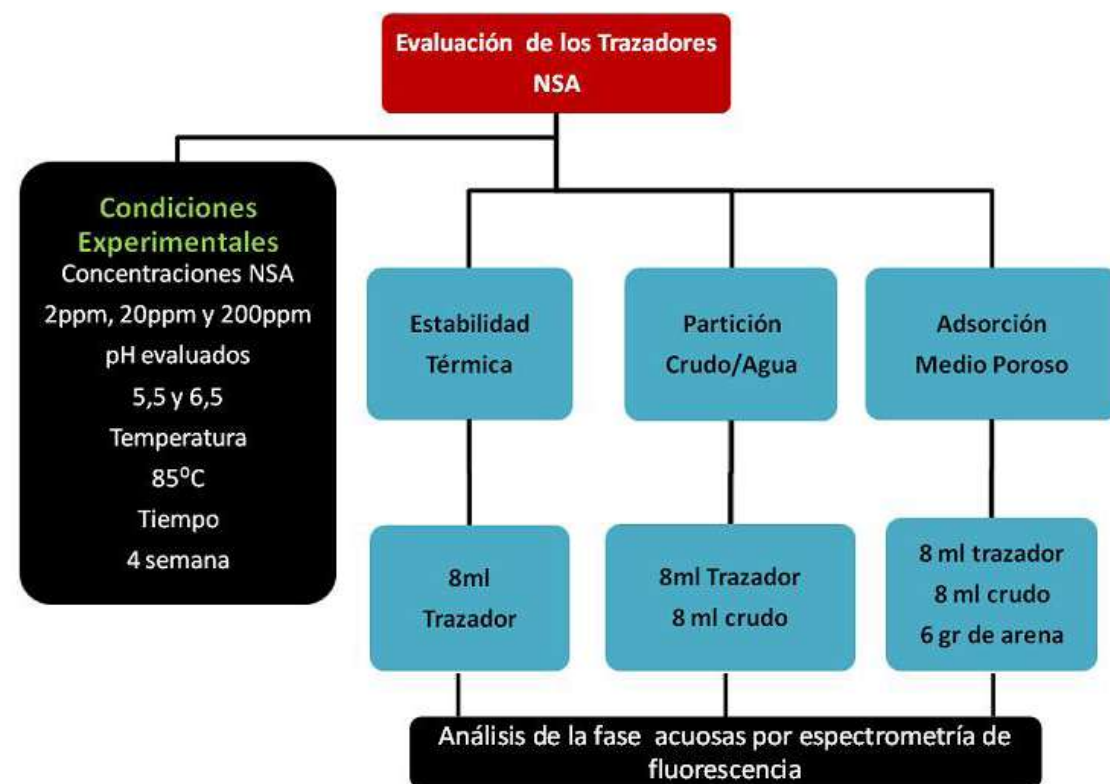 Evaluación de los Trazadores
NSA
Condiciones
Experimentales
Concentraciones NSA
2ppm, 20ppm y 200ppm
pH evaluados
5,5 y 6,5
Temperatura
85⁰C
Tiempo
4 semana
Estabilidad
Térmica
Partición
Crudo/Agua
Adsorción
Medio Poroso
8ml
Trazador
8ml Trazador
8 ml crudo
8 ml trazador
8 ml crudo
6 gr de arena
Análisis de la fase acuosas por espectrometría de
fluorescencia